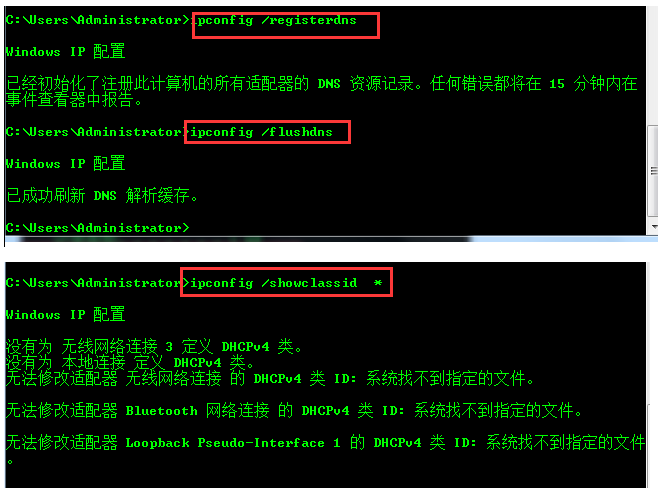 C:\Users\Administrator>ipconfig /registerdns
Windows IP 配置
已经初始化了注册此计算机的所有适配器的 DNS 资源记录。任何错误都将在 15 分钟内在
事件查看器中报告。
C:\Users\Administrator>ipconfig /flushdns
Windows IP 配置
已成功刷新 DNS 解析缓存。
C:\Users\Administrator>
C:\Users\Administrator>ipconfig /showclassid  *
Windows IP 配置
没有为 无线网络连接 3 定义 DHCPv4 类。
没有为 本地连接 定义 DHCPv4 类。
无法修改适配器 无线网络连接 的 DHCPv4 类 ID: 系统找不到指定的文件。
无法修改适配器 Bluetooth 网络连接 的 DHCPv4 类 ID: 系统找不到指定的文件。
无法修改适配器 Loopback Pseudo-Interface 1 的 DHCPv4 类 ID: 系统找不到指定的文件
。